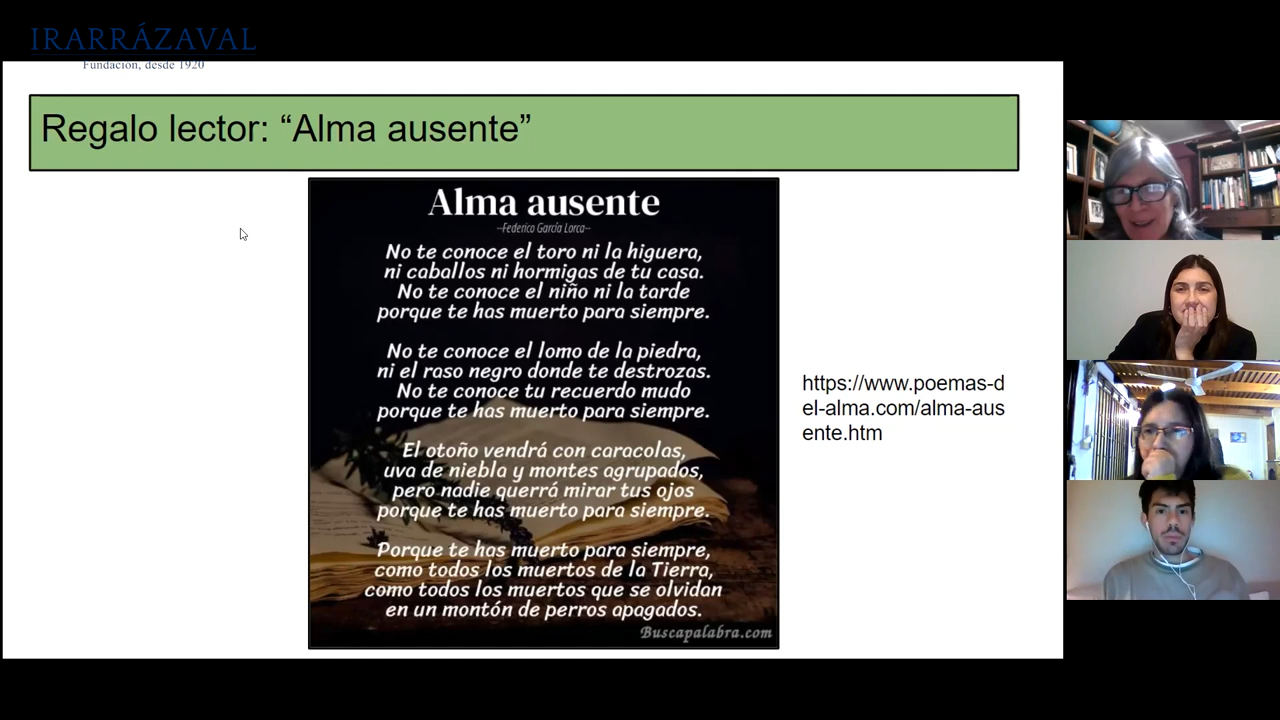 IRARRÁZAVAL
Fundación, desde 1920
Regalo lector: “Alma ausente”
Alma ausente
--Federico García Lorca--
No te conoce el toro ni la higuera,
ni caballos ni hormigas de tu casa.
No te conoce el niño ni la tarde
porque te has muerto para siempre.
No te conoce el lomo de la piedra,
ni el raso negro donde te destrozas.
No te conoce tu recuerdo mudo
porque te has muerto para siempre.
El otoño vendrá con caracolas,
uva de niebla y montes agrupados,
pero nadie querrá mirar tus ojos
porque te has muerto para siempre.
Porque te has muerto para siempre,
como todos los muertos de la Tierra,
como todos los muertos que se olvidan
en un montón de perros apagados.
Buscapalabra.com
https://www.poemas-d
el-alma.com/alma-aus
ente.htm